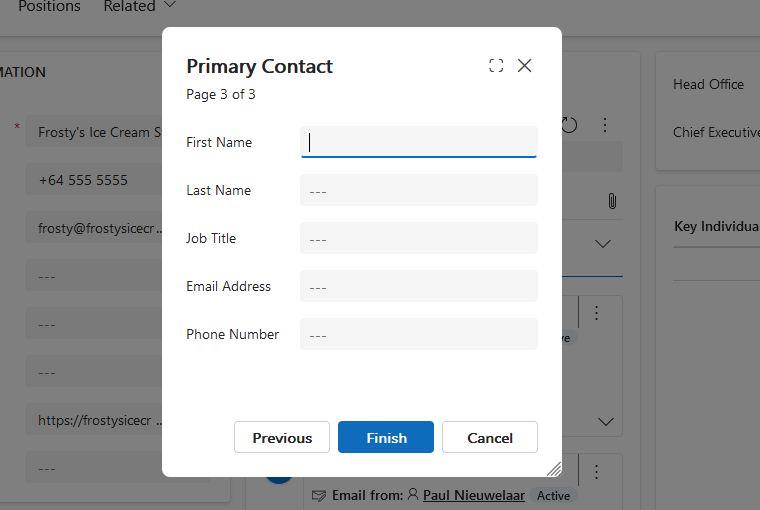 Positions Related
MATION
* Frosty's Ice Cream S
+64 555 5555
frosty@frostysicecr ...
---
---
---
https://frostysicecr ...
---
Primary Contact
Page 3 of 3
First Name
Last Name ---
Job Title ---
Email Address ---
Phone Number ---
Previous Finish Cancel
ve
Email from: Paul Nieuwelaar Active
Head Office
Chief Executive
Key Individua